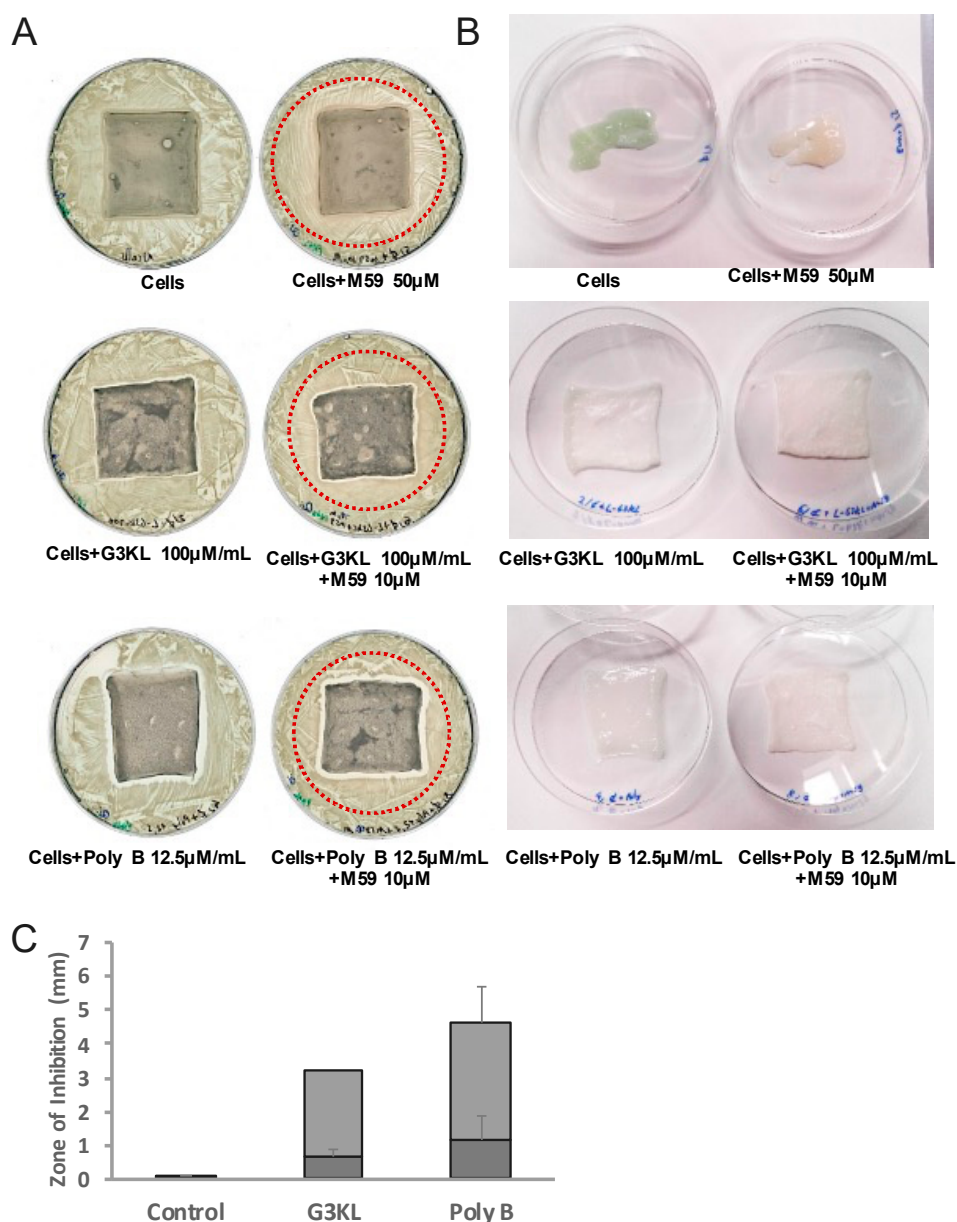 A
B
Cells
Cells+M59 50µM
Cells
Cells+M59 50µM
Cells+G3KL 100µM/mL
Cells+G3KL 100µM/mL
+M59 10µM
Cells+G3KL 100µM/mL
Cells+G3KL 100µM/mL
+M59 10µM
Cells+Poly B 12.5µM/mL
Cells+Poly B 12.5µM/mL
+M59 10µM
Cells+Poly B 12.5µM/mL
Cells+Poly B 12.5µM/mL
+M59 10µM
C
Zone of Inhibition (mm)
7
6
5
4
3
2
1
0
Control
G3KL
Poly B